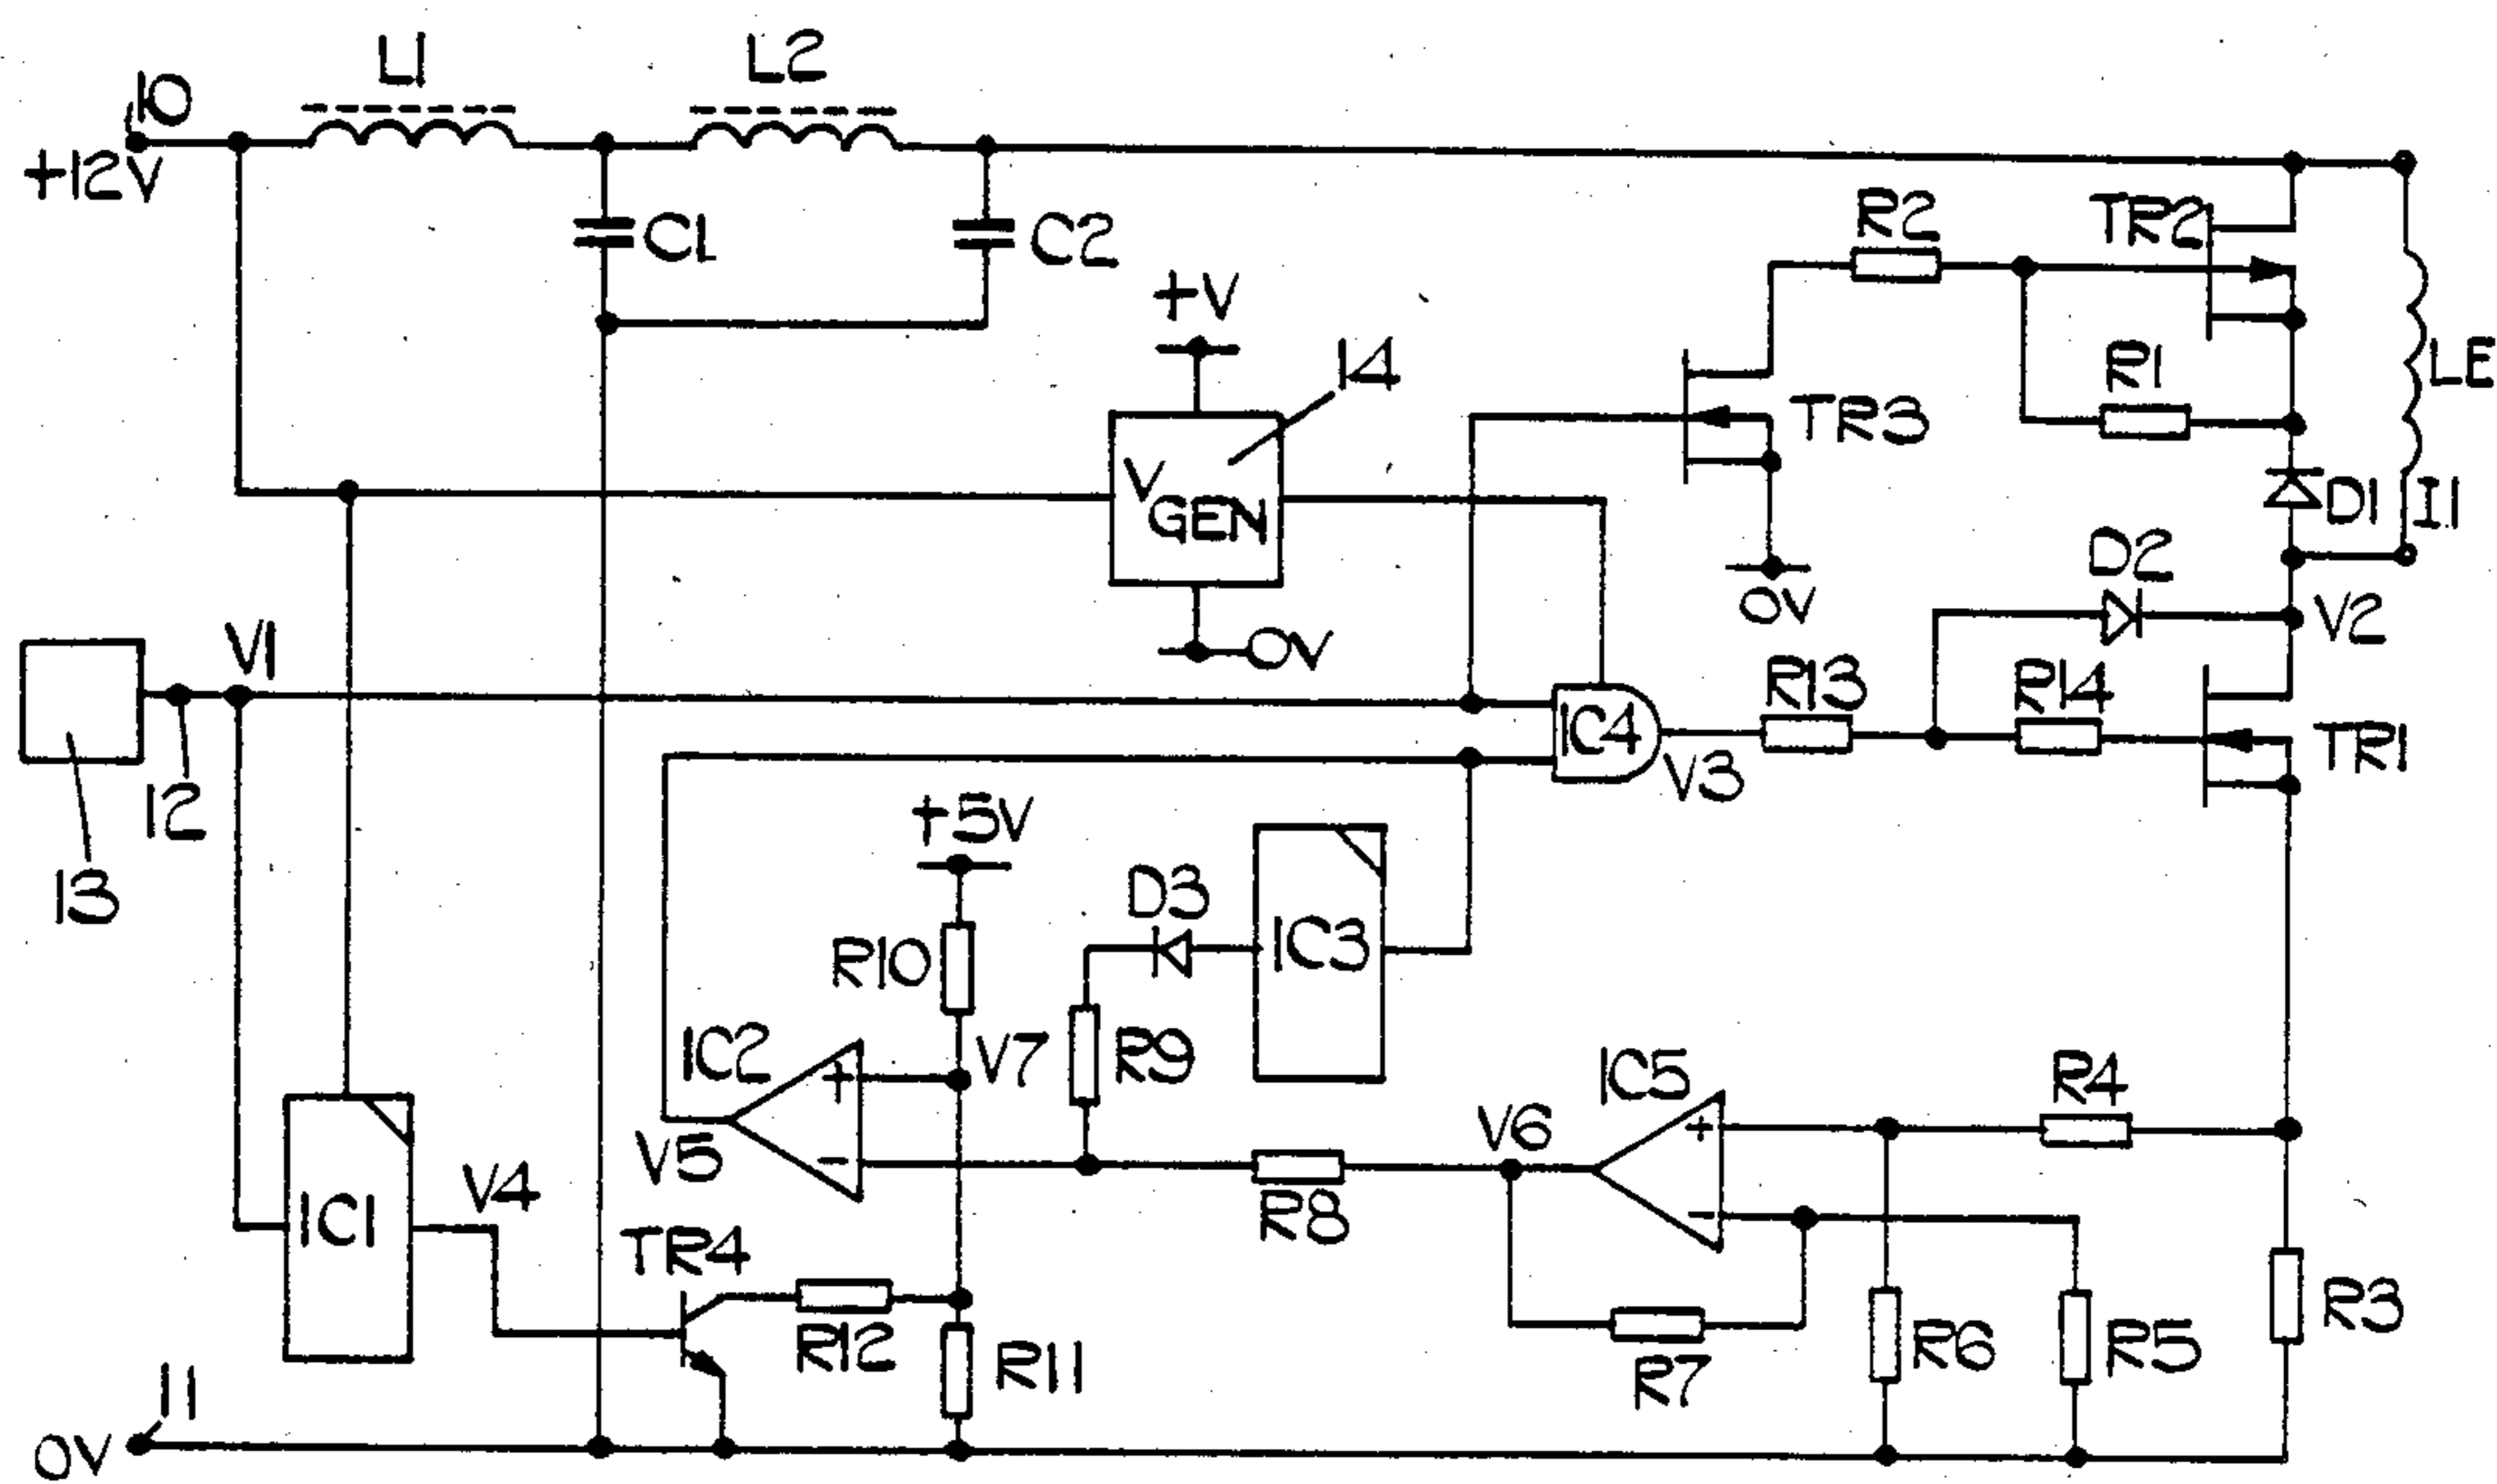 L1
L2
10
+12V
C1
C2
R2
TR2
+V
14
R1
LE
TR3
V
GEN
D1
I1
D2
0V
V1
0V
V2
R13
R14
IC4
TR1
V3
12
+5V
13
D3
R10
IC3
IC2
V7
R9
IC5
R4
V6
V5
V4
IC1
R8
TR4
R3
R12
R11
R6
R5
R7
11
0V